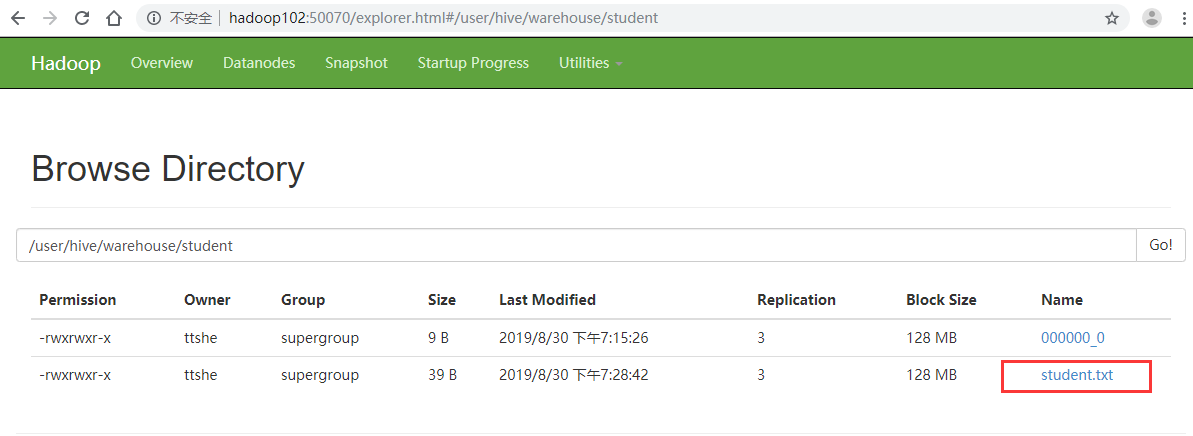 不安全 hadoop102:50070/explorer.html#/user/hive/warehouse/student
Hadoop Overview Datanodes Snapshot Startup Progress Utilities
Browse Directory
/user/hive/warehouse/student Go!
Permission Owner Group Size Last Modified Replication Block Size Name
-rwxrwxr-x ttshe supergroup 9 B 2019/8/30 下午7:15:26 3 128 MB 000000_0
-rwxrwxr-x ttshe supergroup 39 B 2019/8/30 下午7:28:42 3 128 MB student.txt